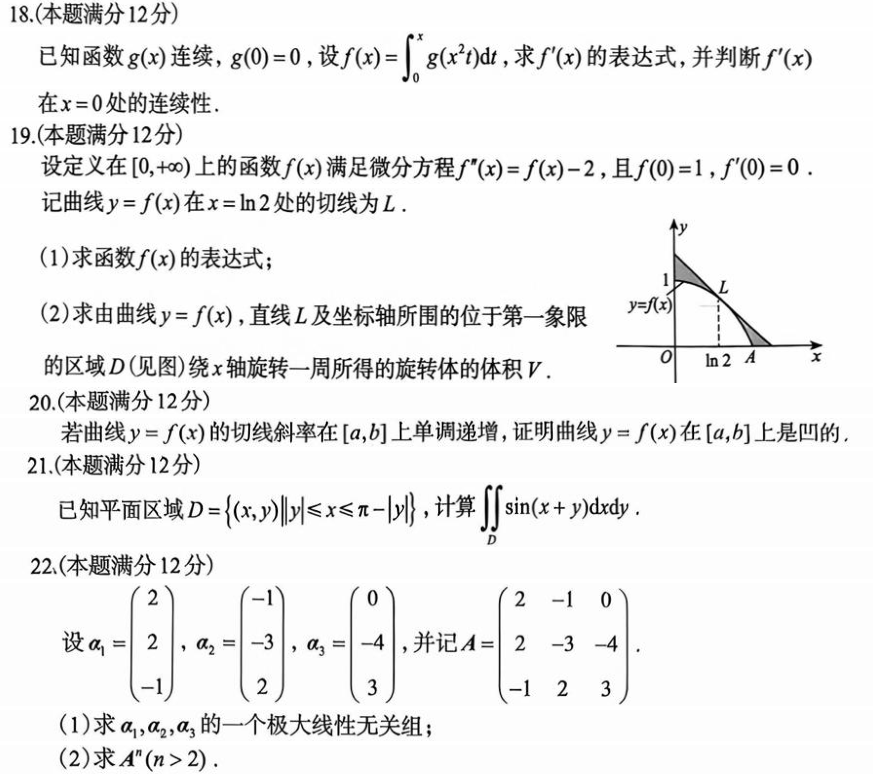 18.(本题满分12分)
已知函数g(x)连续, g(0)=0, 设f(x)=∫₀ˣ g(x²t)dt, 求f′(x)的表达式, 并判断f′(x)
在x=0处的连续性.
19.(本题满分12分)
设定义在[0,+∞)上的函数f(x)满足微分方程f″(x)=f(x)−2, 且f(0)=1, f′(0)=0.
记曲线y=f(x)在x=ln2处的切线为L.
(1)求函数f(x)的表达式;
(2)求由曲线y=f(x), 直线L及坐标轴所围的位于第一象限
的区域D(见图)绕x轴旋转一周所得的旋转体的体积V.
y
1
L
y=f(x)
O ln 2 A x
20.(本题满分12分)
若曲线y=f(x)的切线斜率在[a,b]上单调递增, 证明曲线y=f(x)在[a,b]上是凹的.
21.(本题满分12分)
已知平面区域D={(x,y)||y|≤x≤π−|y|}, 计算∬sin(x+y)dxdy.
D
22.(本题满分12分)
2 −1 0 2 −1 0
设α₁= 2 , α₂= −3 , α₃= −4 , 并记A= 2 −3 −4 .
−1 2 3 −1 2 3
(1)求α₁,α₂,α₃的一个极大线性无关组;
(2)求Aⁿ(n>2).